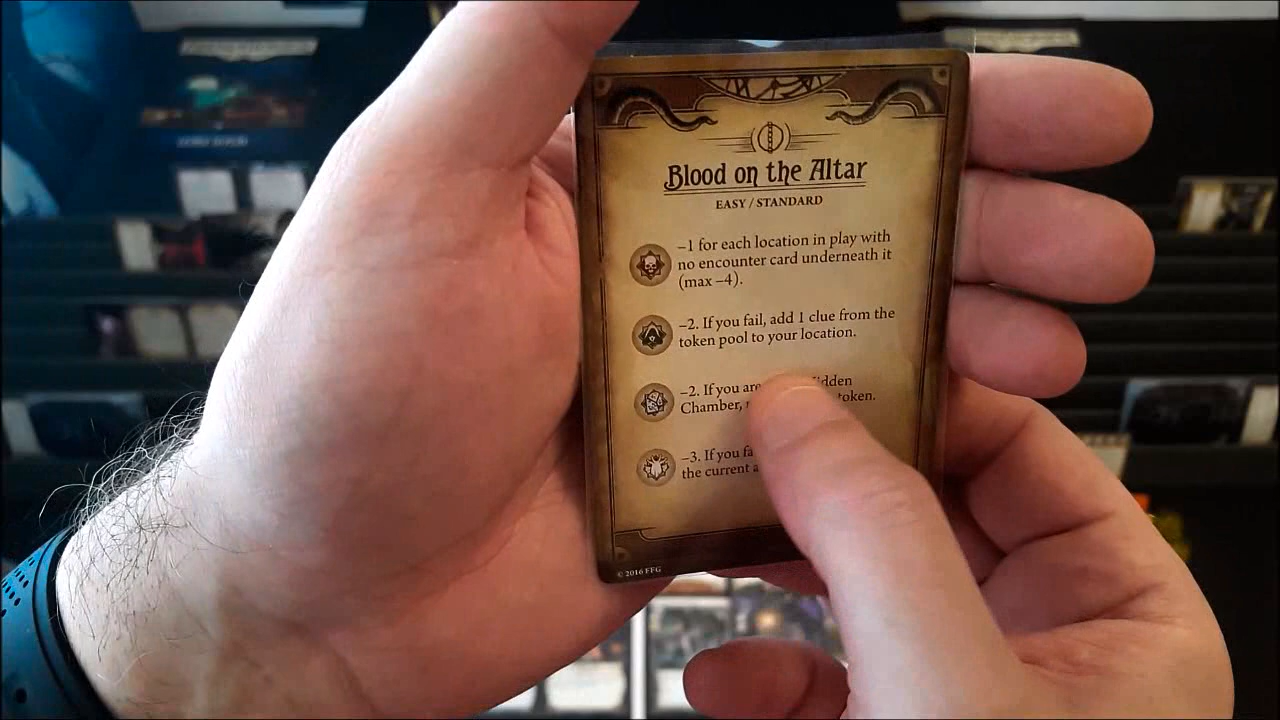 Blood on the Altar
EASY / STANDARD
–1 for each location in play with
no encounter card underneath it
(max –4).
–2. If you fail, add 1 clue from the
token pool to your location.
–2. If you are
Chamber, token.
–3. If you
the current
© 2016 FFG